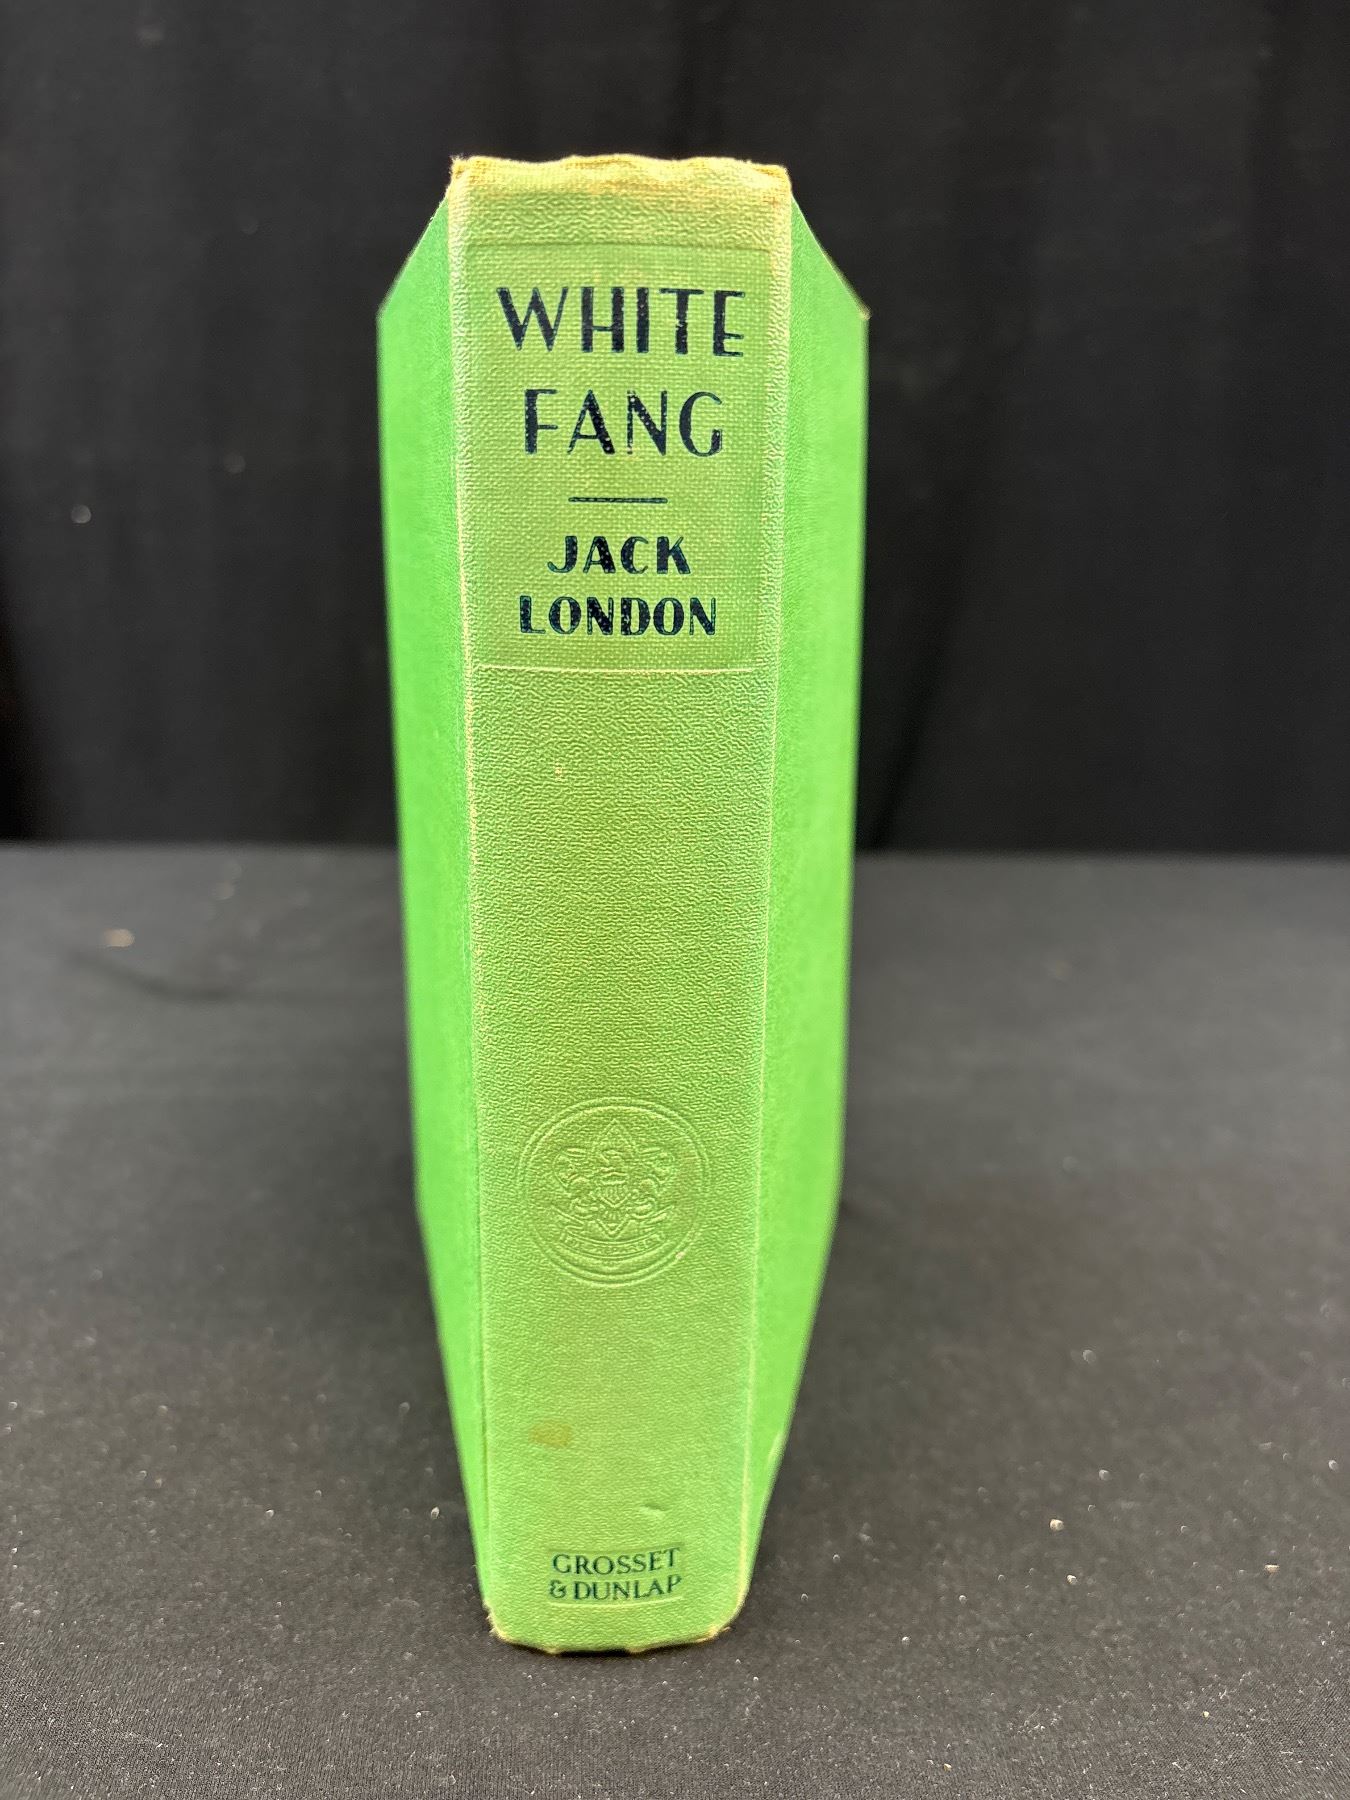 WHITE
FANG
JACK
LONDON
GROSSET
& DUNLAP